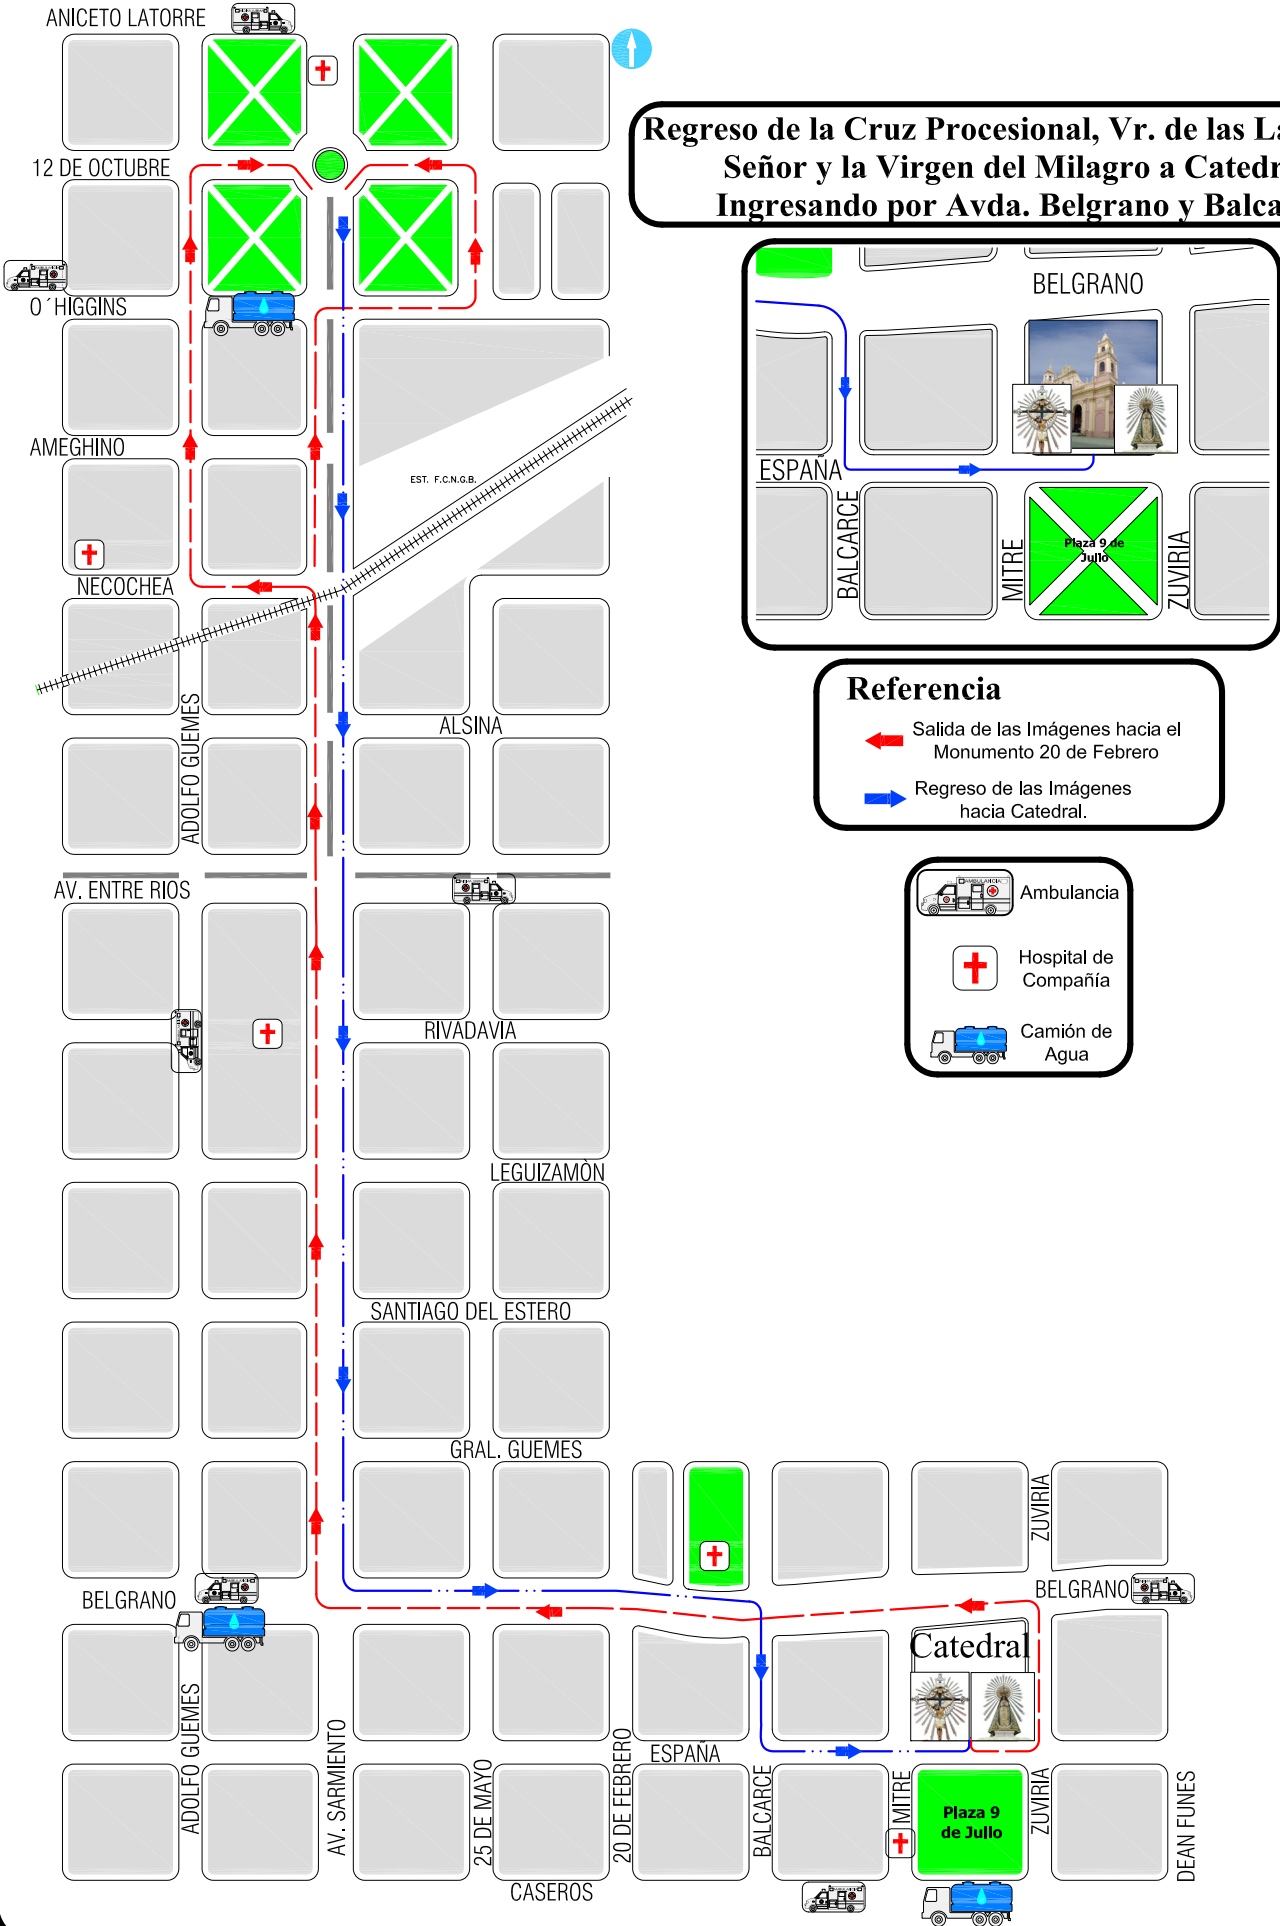 ANICETO LATORRE
12 DE OCTUBRE
O´HIGGINS
AMEGHINO
NECOCHEA
EST. F.C.N.G.B.
ADOLFO GUEMES
ALSINA
AV. ENTRE RIOS
RIVADAVIA
LEGUIZAMÒN
SANTIAGO DEL ESTERO
GRAL. GUEMES
ZUVIRIA
BELGRANO
BELGRANO
Catedral
ADOLFO GUEMES
AV. SARMIENTO
25 DE MAYO
20 DE FEBRERO
ESPAÑA
BALCARCE
MITRE
Plaza 9
de Julio
ZUVIRIA
DEAN FUNES
CASEROS
Regreso de la Cruz Procesional, Vr. de las
Señor y la Virgen del Milagro a
Ingresando por Avda. Belgrano y
BELGRANO
ESPAÑA
BALCARCE
MITRE
Plaza 9 de
Julio
ZUVIRIA
Referencia
Salida de las Imágenes hacia el
Monumento 20 de Febrero
Regreso de las Imágenes
hacia Catedral.
Ambulancia
Hospital de
Compañía
Camión de
Agua